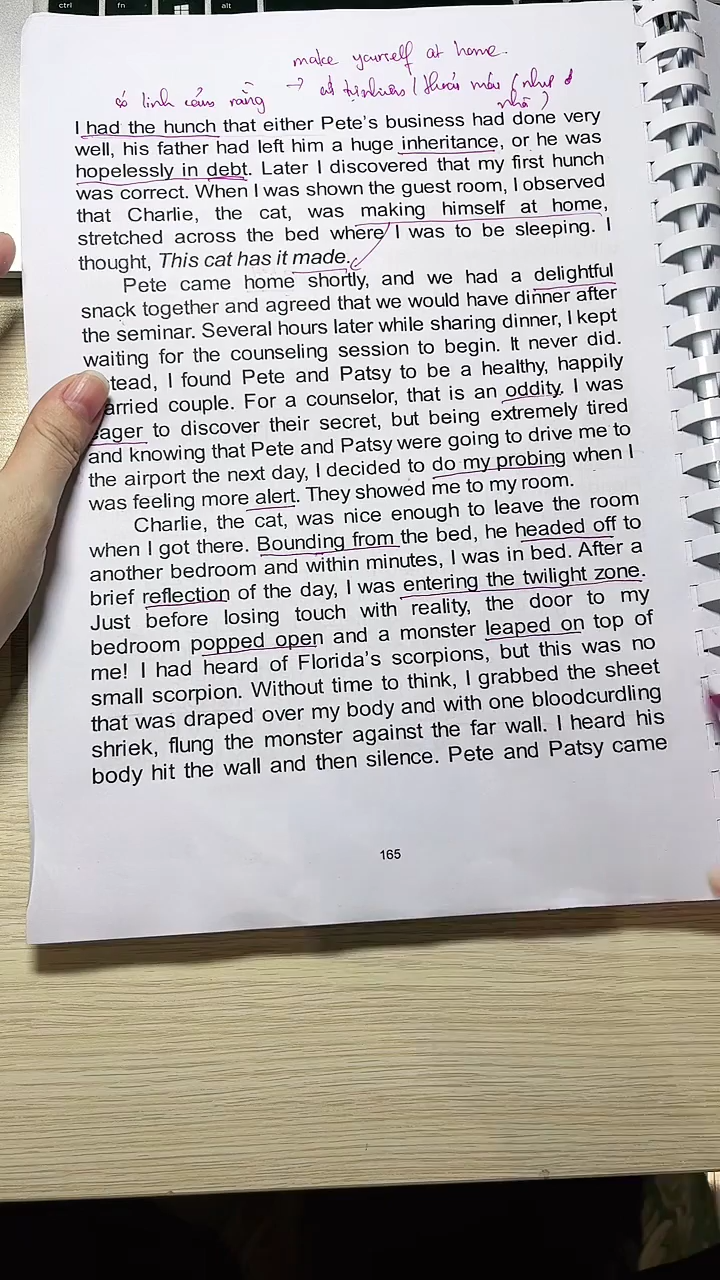 ctrl fn alt
make yourself at home.
có linh cảm rằng → cứ tự nhiên / thoải mái (như ở
nhà)
I had the hunch that either Pete's business had done very
well, his father had left him a huge inheritance, or he was
hopelessly in debt. Later I discovered that my first hunch
was correct. When I was shown the guest room, I observed
that Charlie, the cat, was making himself at home,
stretched across the bed where I was to be sleeping. I
thought, This cat has it made.
Pete came home shortly, and we had a delightful
snack together and agreed that we would have dinner after
the seminar. Several hours later while sharing dinner, I kept
waiting for the counseling session to begin. It never did.
tead, I found Pete and Patsy to be a healthy, happily
arried couple. For a counselor, that is an oddity. I was
eager to discover their secret, but being extremely tired
and knowing that Pete and Patsy were going to drive me to
the airport the next day, I decided to do my probing when I
was feeling more alert. They showed me to my room.
Charlie, the cat, was nice enough to leave the room
when I got there. Bounding from the bed, he headed off to
another bedroom and within minutes, I was in bed. After a
brief reflection of the day, I was entering the twilight zone.
Just before losing touch with reality, the door to my
bedroom popped open and a monster leaped on top of
me! I had heard of Florida's scorpions, but this was no
small scorpion. Without time to think, I grabbed the sheet
that was draped over my body and with one bloodcurdling
shriek, flung the monster against the far wall. I heard his
body hit the wall and then silence. Pete and Patsy came
165